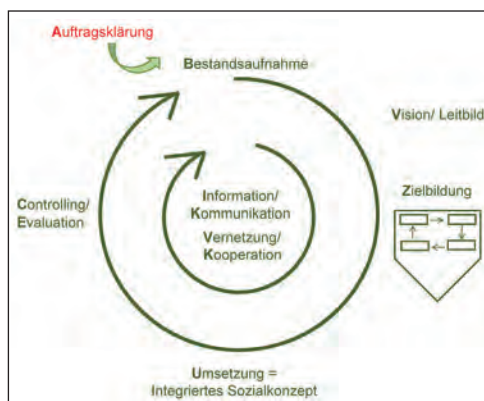 Auftragsklärung
Bestandsaufnahme
Vision/ Leitbild
Zielbildung
Controlling/
Evaluation
Information/
Kommunikation
Vernetzung/
Kooperation
Umsetzung =
Integriertes Sozialkonzept